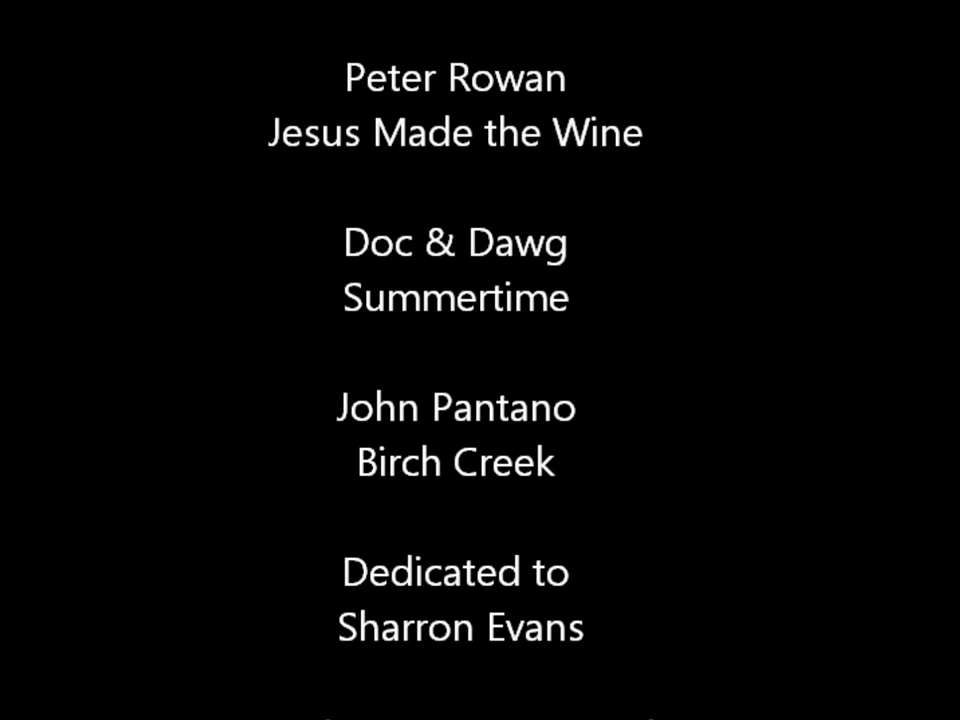 Peter Rowan
Jesus Made the Wine
Doc & Dawg
Summertime
John Pantano
Birch Creek
Dedicated to
Sharron Evans